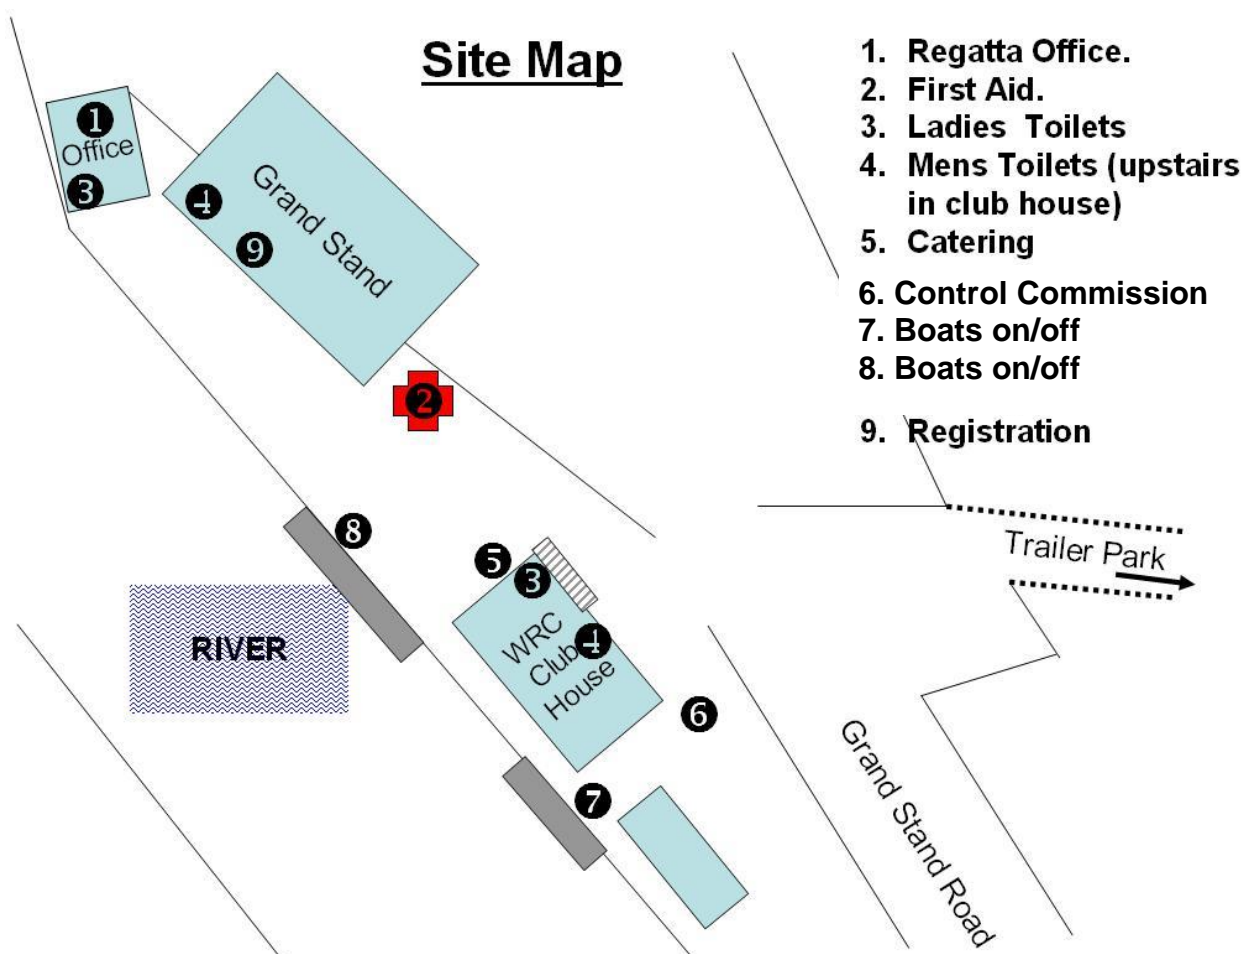 Site Map
1. Regatta Office.
2. First Aid.
3. Ladies Toilets
4. Mens Toilets (upstairs
in club house)
5. Catering
6. Control Commission
7. Boats on/off
8. Boats on/off
9. Registration
1
Office
3
4
9
Grand Stand
2
8
5
3
WRC
Club
House
4
6
7
RIVER
Trailer Park
Grand Stand Road